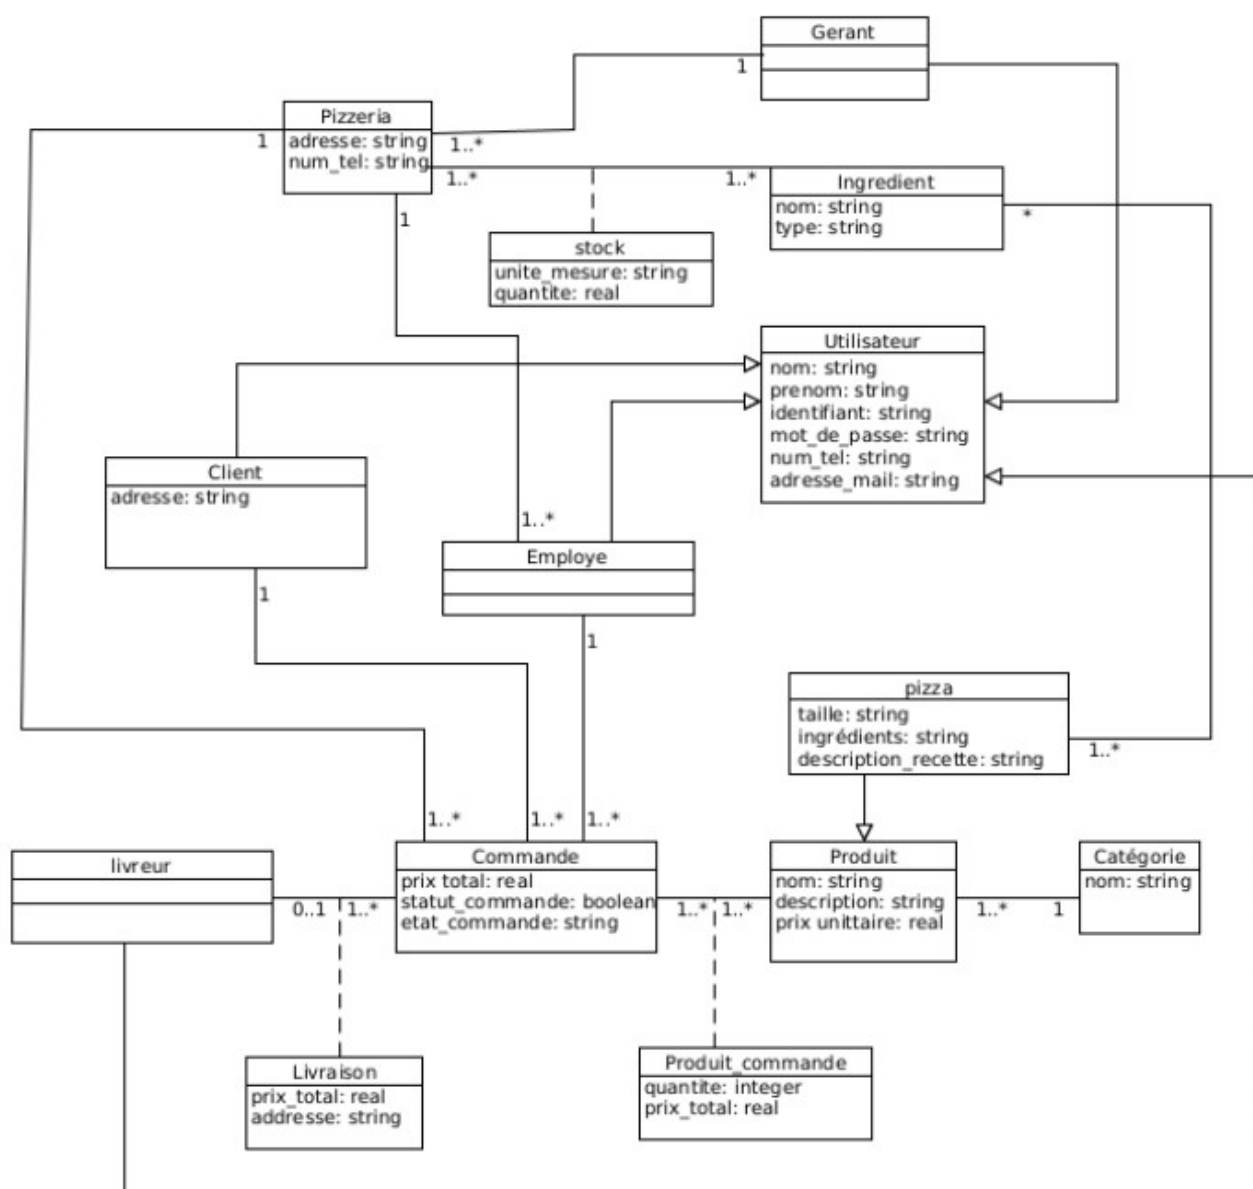 Gerant
1
Pizzeria
adresse: string
num_tel: string
1
1..*
1..*
1..*
1
Ingredient
nom: string
type: string
*
stock
unite_mesure: string
quantite: real
Utilisateur
nom: string
prenom: string
identifiant: string
mot_de_passe: string
num_tel: string
adresse_mail: string
Client
adresse: string
1
1..*
Employe
1
pizza
taille: string
ingrédients: string
description_recette: string
1..*
1..*
1..*
1..*
livreur
0..1
1..*
Commande
prix total: real
statut_commande: boolean
etat_commande: string
1..*
1..*
Produit
nom: string
description: string
prix unittaire: real
1..*
1
Catégorie
nom: string
Livraison
prix_total: real
addresse: string
Produit_commande
quantite: integer
prix_total: real